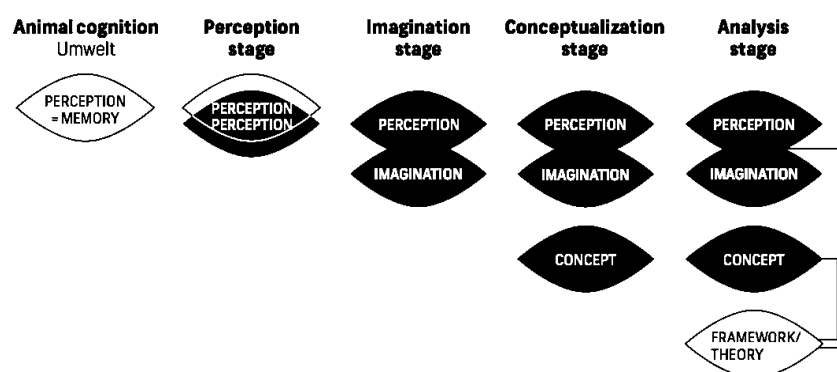 Animal cognition
Umwelt
Perception
stage
Imagination
stage
Conceptualization
stage
Analysis
stage
PERCEPTION
= MEMORY
PERCEPTION
PERCEPTION
PERCEPTION
IMAGINATION
PERCEPTION
IMAGINATION
CONCEPT
PERCEPTION
IMAGINATION
CONCEPT
FRAMEWORK/
THEORY